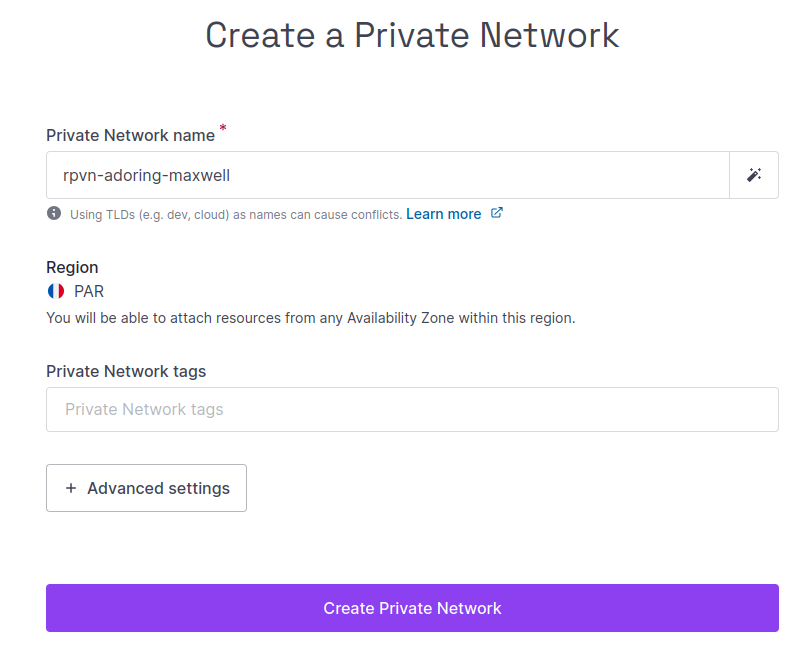 Create a Private Network
Private Network name *
rpvn-adoring-maxwell
Using TLDs (e.g. dev, cloud) as names can cause conflicts. Learn more
Region
PAR
You will be able to attach resources from any Availability Zone within this region.
Private Network tags
Private Network tags
+ Advanced settings
Create Private Network